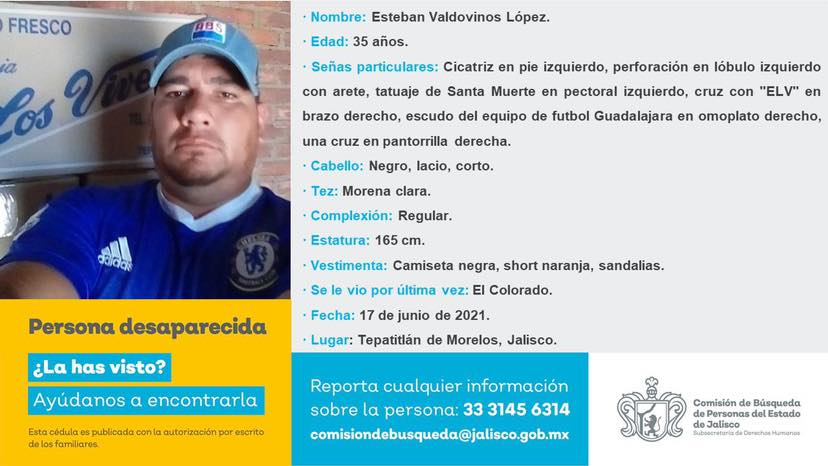 O FRESCO
ia
Los Vive
ABS
adidas
CHELSEA
· Nombre: Esteban Valdovinos López.
· Edad: 35 años.
· Señas particulares: Cicatriz en pie izquierdo, perforación en lóbulo izquierdo
con arete, tatuaje de Santa Muerte en pectoral izquierdo, cruz con "ELV" en
brazo derecho, escudo del equipo de futbol Guadalajara en omoplato derecho,
una cruz en pantorrilla derecha.
· Cabello: Negro, lacio, corto.
· Tez: Morena clara.
· Complexión: Regular.
· Estatura: 165 cm.
· Vestimenta: Camiseta negra, short naranja, sandalias.
· Se le vio por última vez: El Colorado.
· Fecha: 17 de junio de 2021.
· Lugar: Tepatitlán de Morelos, Jalisco.
Persona desaparecida
¿La has visto?
Ayúdanos a encontrarla
Esta cédula es publicada con la autorización por escrito
de los familiares.
Reporta cualquier información
sobre la persona: 33 3145 6314
comisiondebusqueda@jalisco.gob.mx
Comisión de Búsqueda
de Personas del Estado
de Jalisco
Subsecretaría de Derechos Humanos